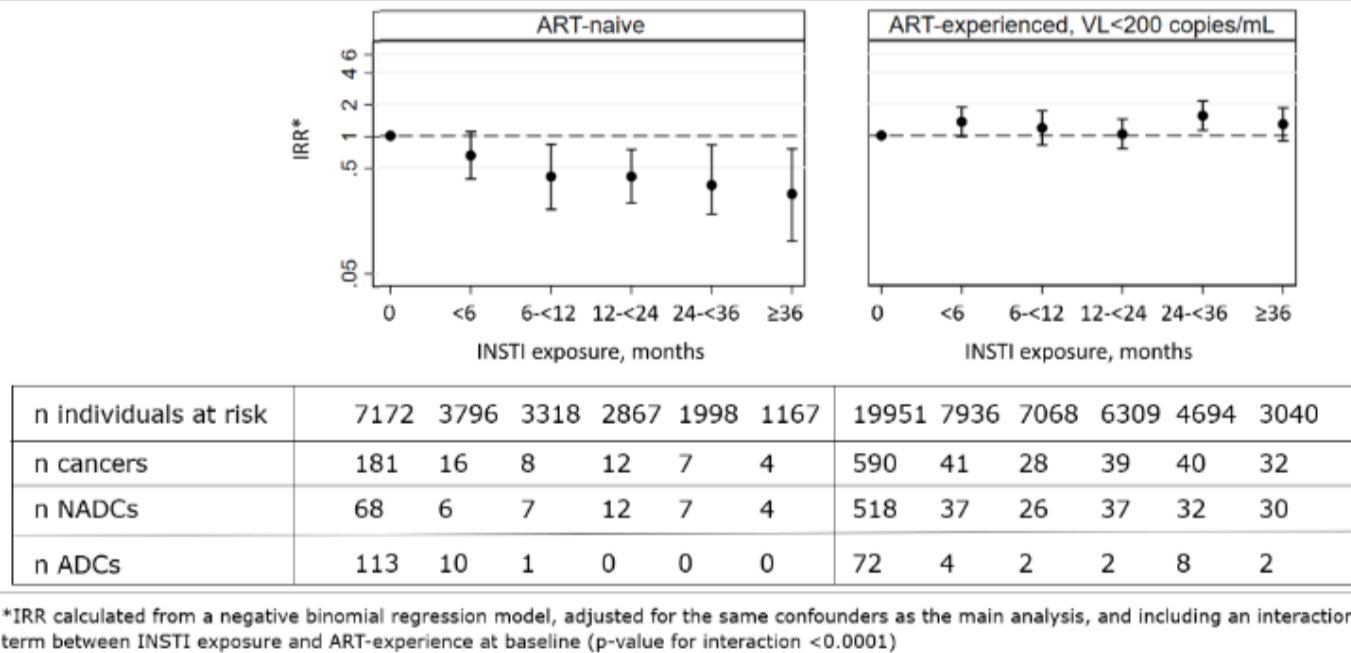 ART-naive
ART-experienced, VL<200 copies/mL
IRR*
6
4
2
1
.5
.05
0 <6 6-<12 12-<24 24-<36 ≥36
0 <6 6-<12 12-<24 24-<36 ≥36
INSTI exposure, months
INSTI exposure, months
n individuals at risk 7172 3796 3318 2867 1998 1167 19951 7936 7068 6309 4694 3040
n cancers 181 16 8 12 7 4 590 41 28 39 40 32
n NADCs 68 6 7 12 7 4 518 37 26 37 32 30
n ADCs 113 10 1 0 0 0 72 4 2 2 8 2
*IRR calculated from a negative binomial regression model, adjusted for the same confounders as the main analysis, and including an interaction
term between INSTI exposure and ART-experience at baseline (p-value for interaction <0.0001)